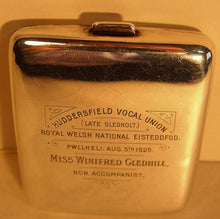 HUDDERSFIELD VOCAL UNION
(LATE GLEDHOLT)
ROYAL WELSH NATIONAL EISTEDDFOD.
PWLLHELI. AUG. 5TH 1925.
MISS WINIFRED GLEDHILL,
HON. ACCOMPANIST.